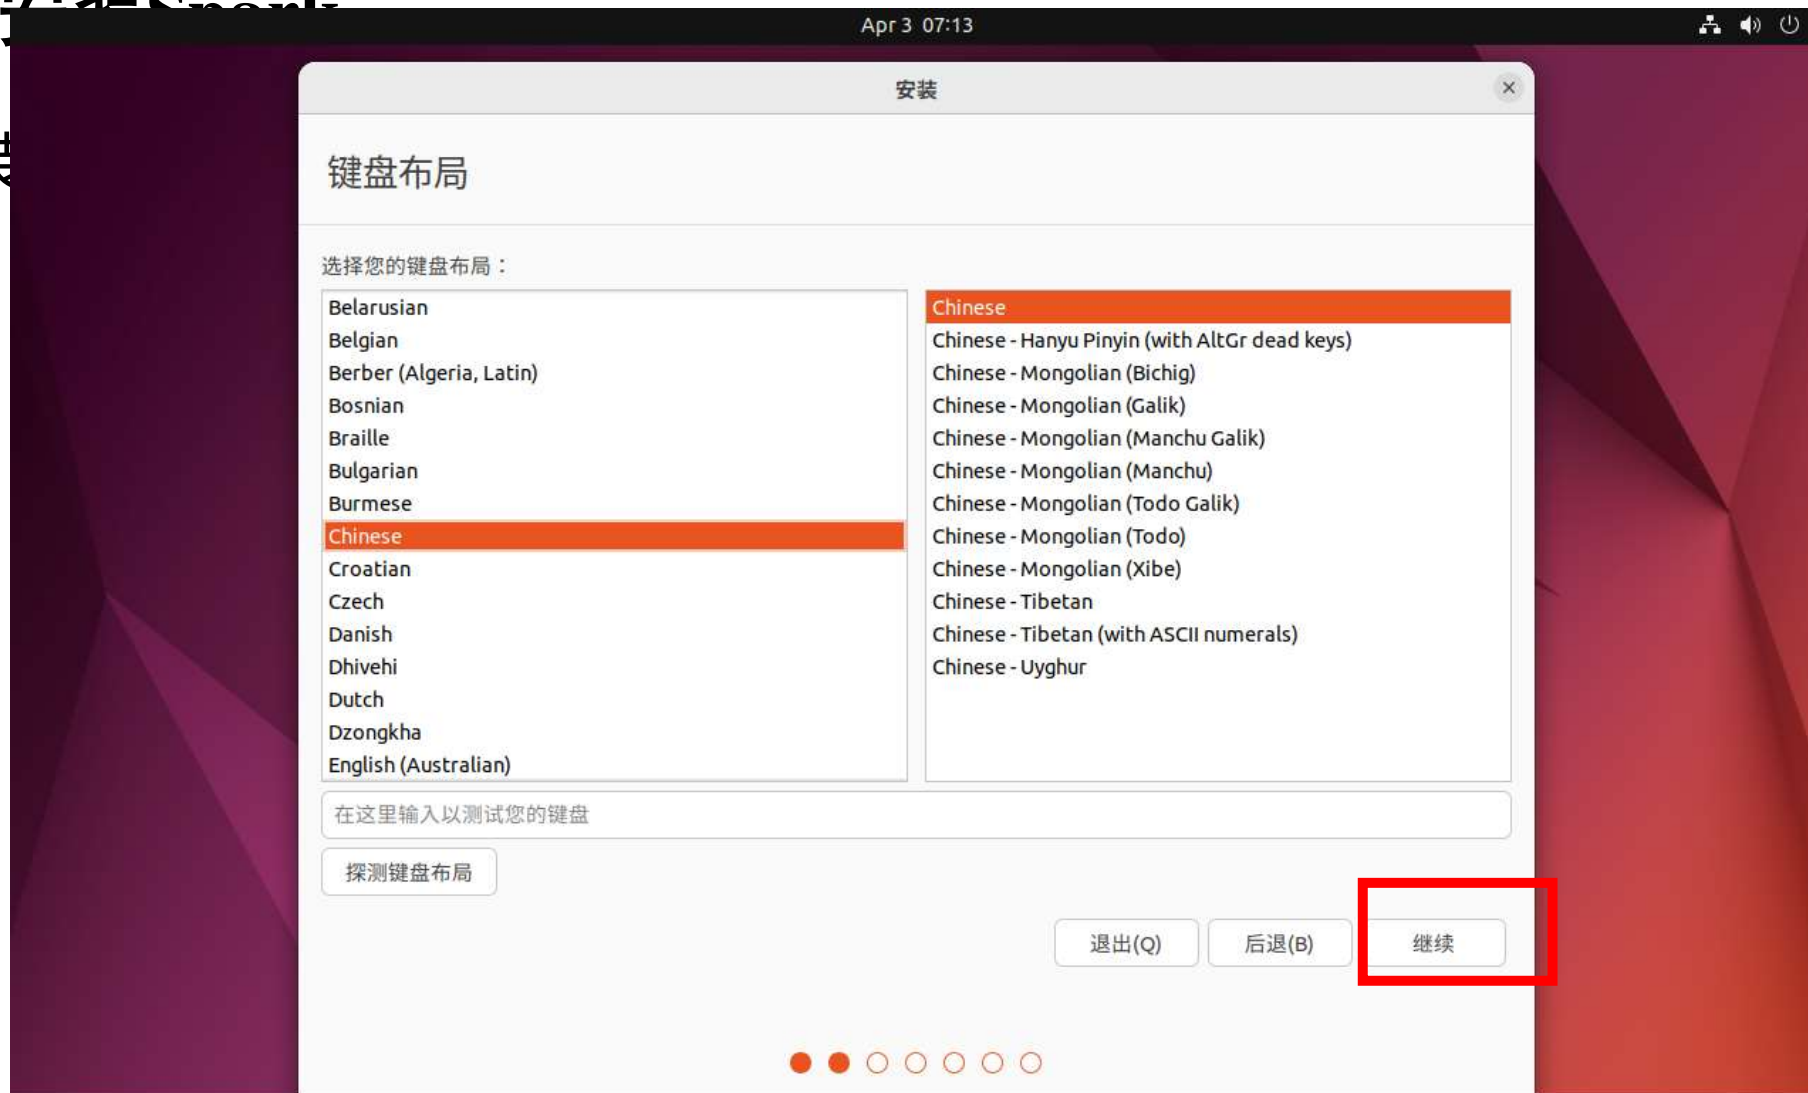 Apr 3 07:13
安装
键盘布局
选择您的键盘布局：
Belarusian
Belgian
Berber (Algeria, Latin)
Bosnian
Braille
Bulgarian
Burmese
Chinese
Croatian
Czech
Danish
Dhivehi
Dutch
Dzongkha
English (Australian)
Chinese
Chinese - Hanyu Pinyin (with AltGr dead keys)
Chinese - Mongolian (Bichig)
Chinese - Mongolian (Galik)
Chinese - Mongolian (Manchu Galik)
Chinese - Mongolian (Manchu)
Chinese - Mongolian (Todo Galik)
Chinese - Mongolian (Todo)
Chinese - Mongolian (Xibe)
Chinese - Tibetan
Chinese - Tibetan (with ASCII numerals)
Chinese - Uyghur
在这里输入以测试您的键盘
探测键盘布局
退出(Q) 后退(B) 继续